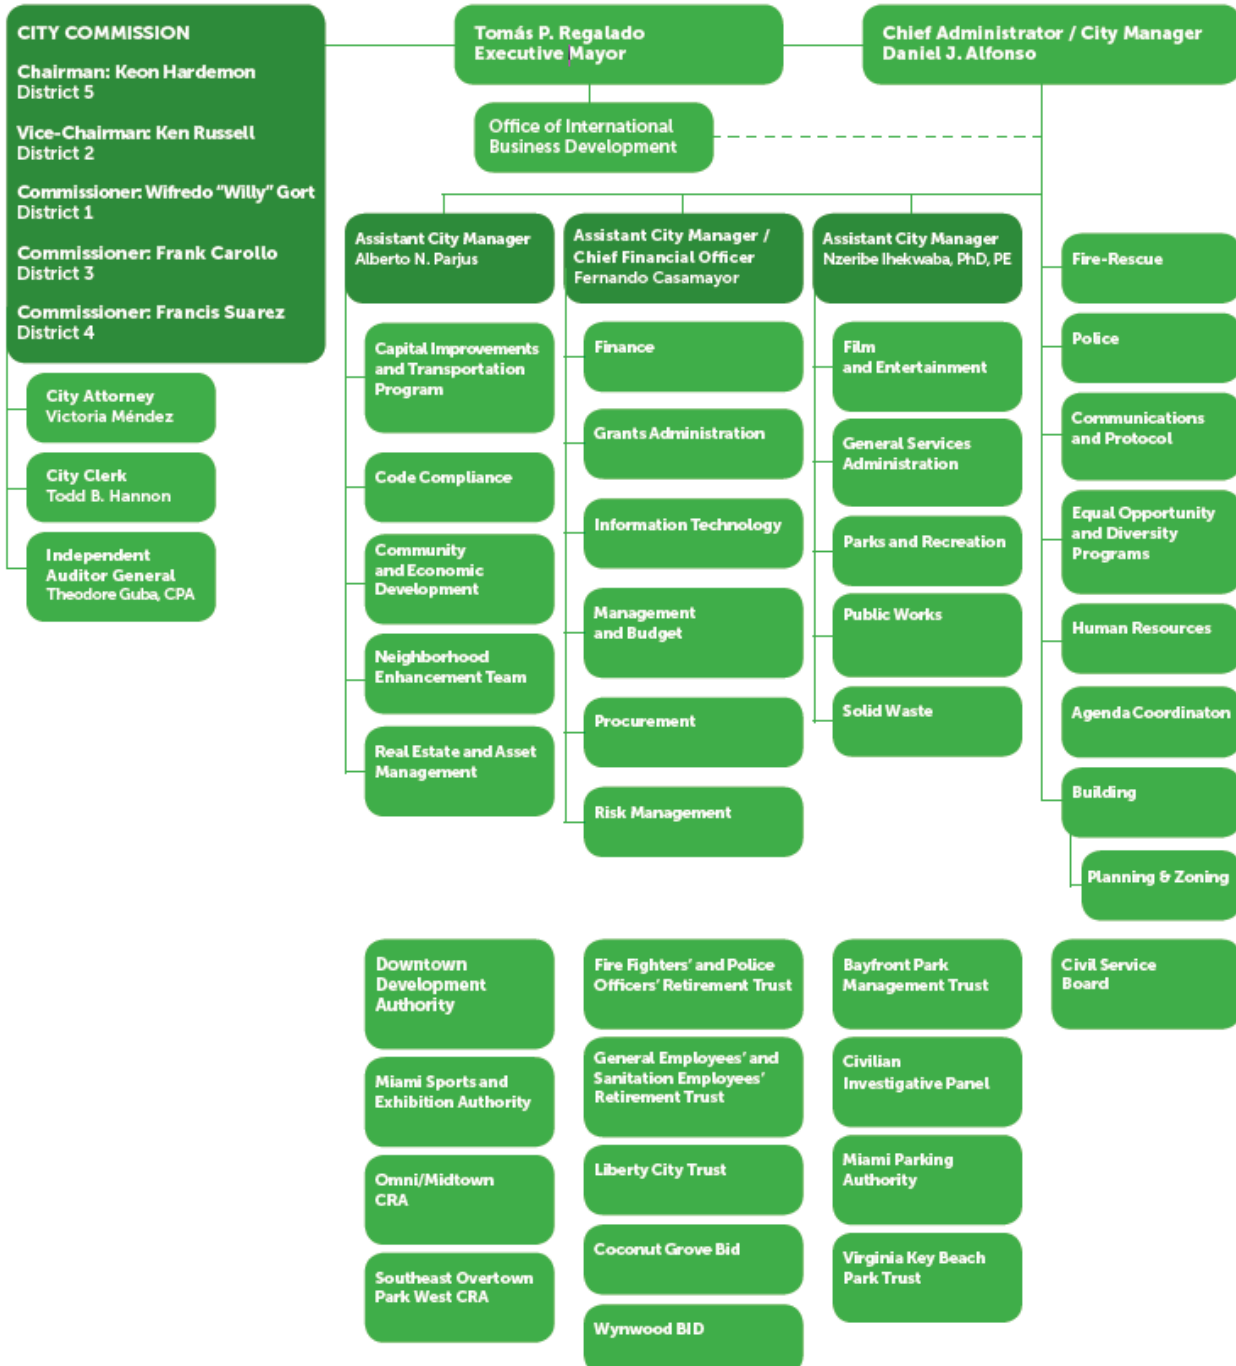 CITY COMMISSION
Chairman: Keon Hardemon
District 5
Vice-Chairman: Ken Russell
District 2
Commissioner: Wifredo "Willy" Gort
District 1
Commissioner: Frank Carollo
District 3
Commissioner: Francis Suarez
District 4
City Attorney
Victoria Méndez
City Clerk
Todd B. Hannon
Independent
Auditor General
Theodore Guba, CPA
Tomás P. Regalado
Executive Mayor
Office of International
Business Development
Chief Administrator / City Manager
Daniel J. Alfonso
Assistant City Manager
Alberto N. Parjus
Capital Improvements
and Transportation
Program
Code Compliance
Community
and Economic
Development
Neighborhood
Enhancement Team
Real Estate and Asset
Management
Assistant City Manager /
Chief Financial Officer
Fernando Casamayor
Finance
Grants Administration
Information Technology
Management
and Budget
Procurement
Risk Management
Assistant City Manager
Nzeribe Ihekwaba, PhD, PE
Film
and Entertainment
General Services
Administration
Parks and Recreation
Public Works
Solid Waste
Fire-Rescue
Police
Communications
and Protocol
Equal Opportunity
and Diversity
Programs
Human Resources
Agenda Coordinaton
Building
Planning & Zoning
Downtown
Development
Authority
Miami Sports and
Exhibition Authority
Omni/Midtown
CRA
Southeast Overtown
Park West CRA
Fire Fighters' and Police
Officers' Retirement Trust
General Employees' and
Sanitation Employees'
Retirement Trust
Liberty City Trust
Coconut Grove Bid
Wynwood BID
Bayfront Park
Management Trust
Civilian
Investigative Panel
Miami Parking
Authority
Virginia Key Beach
Park Trust
Civil Service
Board